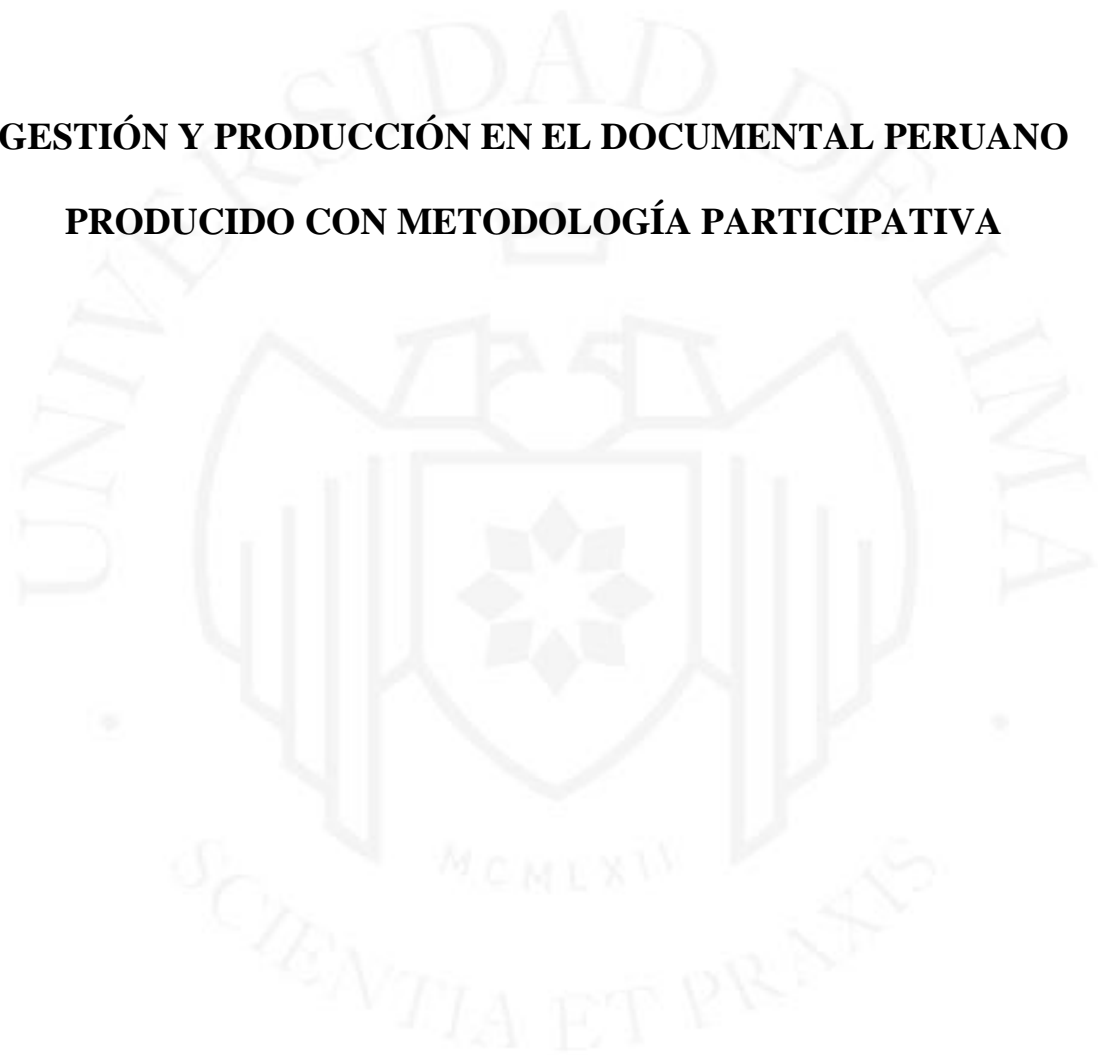 GESTIÓN Y PRODUCCIÓN EN EL DOCUMENTAL PERUANO
PRODUCIDO CON METODOLOGÍA PARTICIPATIVA
UNIVERSIDAD DE LIMA
MCMLXII
SCIENTIA ET PRAXIS